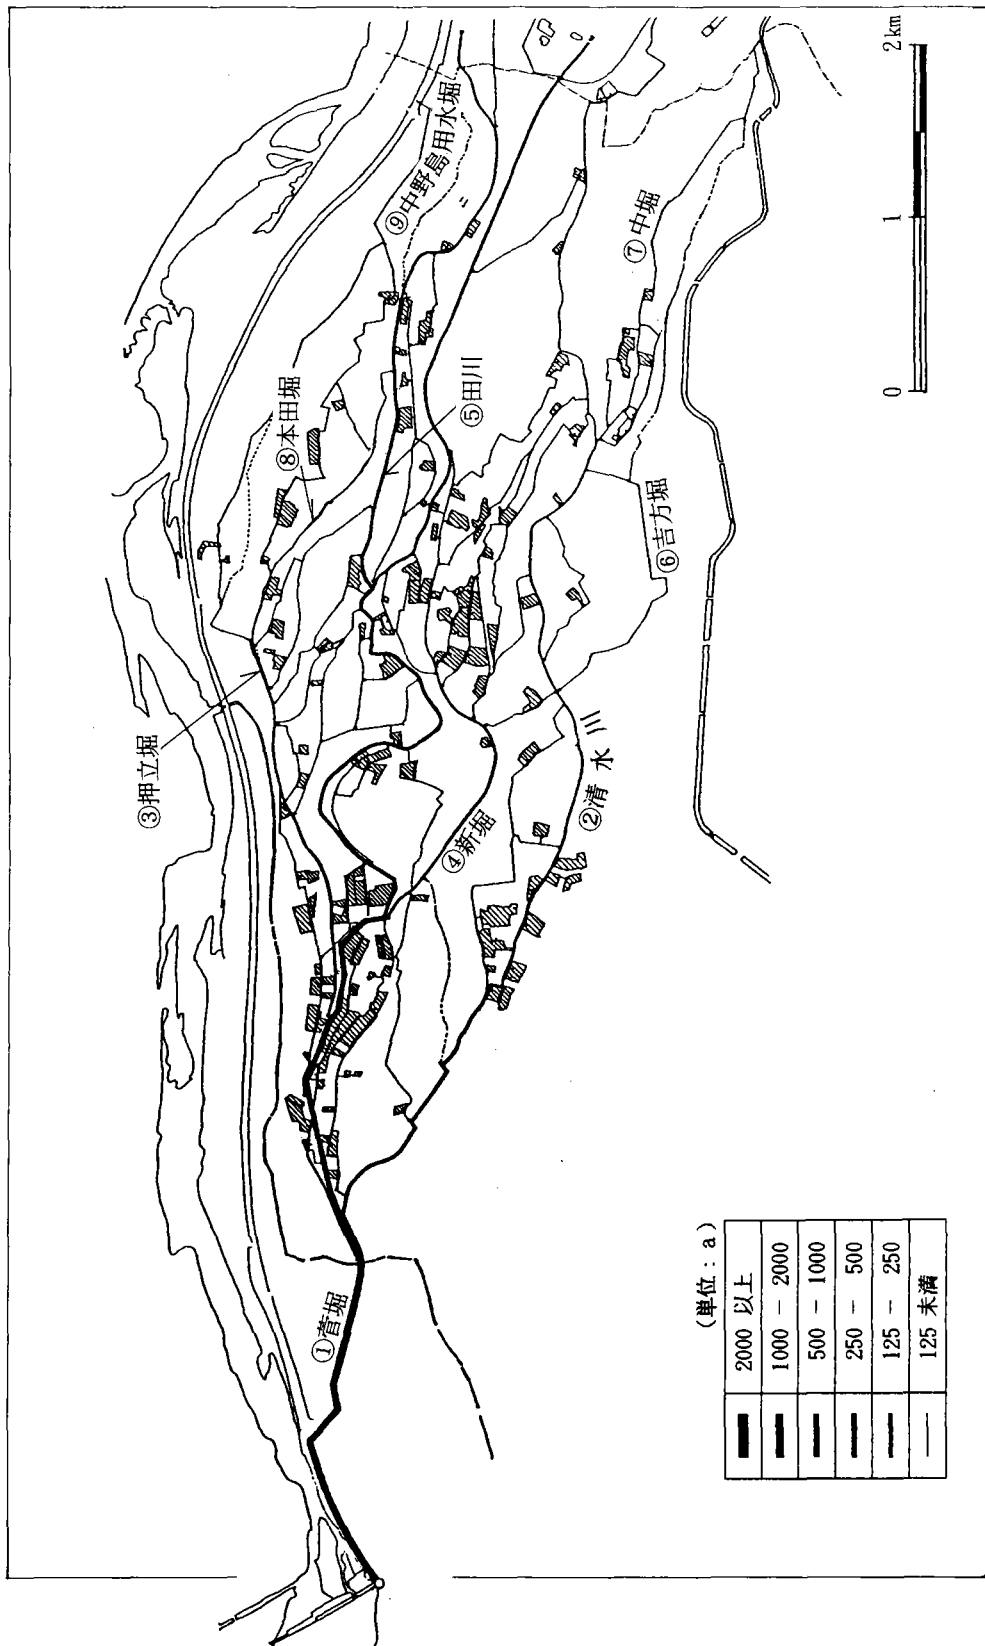 ①菅堀
②清水川
③押立堀
④新堀
⑤田川
⑥吉方堀
⑦中堀
⑧本田堀
⑨中野島用水堀
0 1 2km
(単位:a)
2000 以上
1000 - 2000
500 - 1000
250 - 500
125 - 250
125 未満